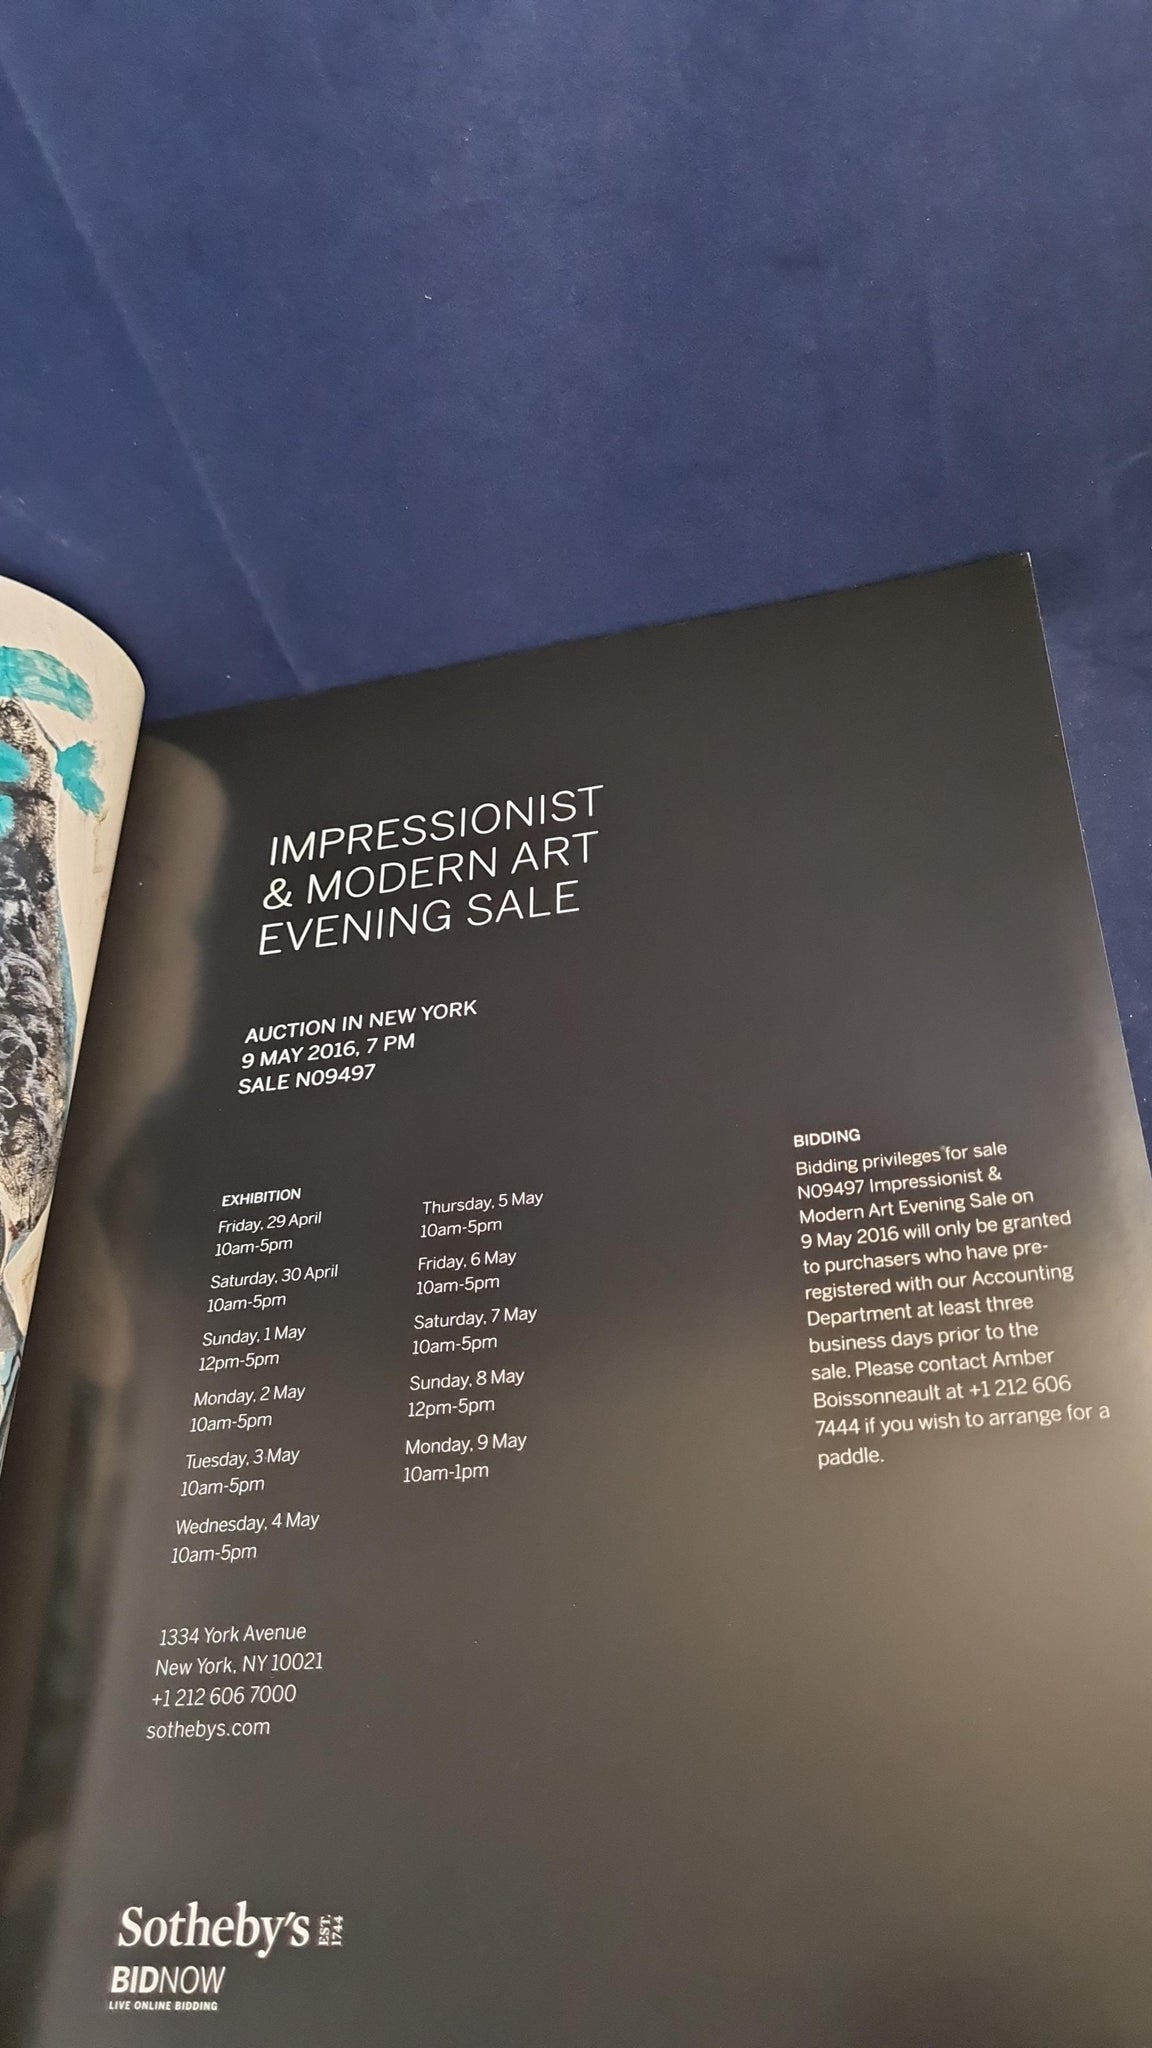 IMPRESSIONIST
& MODERN ART
EVENING SALE
AUCTION IN NEW YORK
9 MAY 2016, 7 PM
SALE N09497
EXHIBITION
Friday, 29 April
10am-5pm
Saturday, 30 April
10am-5pm
Sunday, 1 May
12pm-5pm
Monday, 2 May
10am-5pm
Tuesday, 3 May
10am-5pm
Wednesday, 4 May
10am-5pm
Thursday, 5 May
10am-5pm
Friday, 6 May
10am-5pm
Saturday, 7 May
10am-5pm
Sunday, 8 May
12pm-5pm
Monday, 9 May
10am-1pm
BIDDING
Bidding privileges for sale
N09497 Impressionist &
Modern Art Evening Sale on
9 May 2016 will only be granted
to purchasers who have pre-
registered with our Accounting
Department at least three
business days prior to the
sale. Please contact Amber
Boissonneault at +1 212 606
7444 if you wish to arrange for a
paddle.
1334 York Avenue
New York, NY 10021
+1 212 606 7000
sothebys.com
Sotheby's EST. 1744
BIDNOW
LIVE ONLINE BIDDING